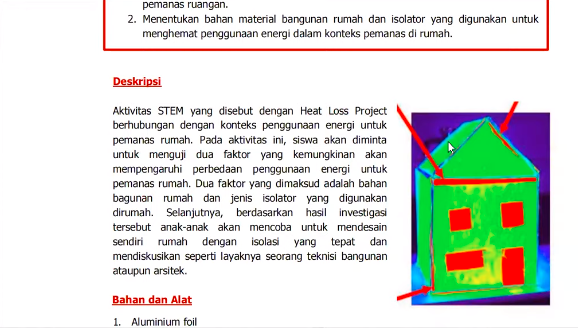 pemanas ruangan.
2. Menentukan bahan material bangunan rumah dan isolator yang digunakan untuk
menghemat penggunaan energi dalam konteks pemanas di rumah.
Deskripsi
Aktivitas STEM yang disebut dengan Heat Loss Project
berhubungan dengan konteks penggunaan energi untuk
pemanas rumah. Pada aktivitas ini, siswa akan diminta
untuk menguji dua faktor yang kemungkinan akan
mempengaruhi perbedaan penggunaan energi untuk
pemanas rumah. Dua faktor yang dimaksud adalah bahan
bagunan rumah dan jenis isolator yang digunakan
dirumah. Selanjutnya, berdasarkan hasil investigasi
tersebut anak-anak akan mencoba untuk mendesain
sendiri rumah dengan isolasi yang tepat dan
mendiskusikan seperti layaknya seorang teknisi bangunan
ataupun arsitek.
Bahan dan Alat
1. Aluminium foil